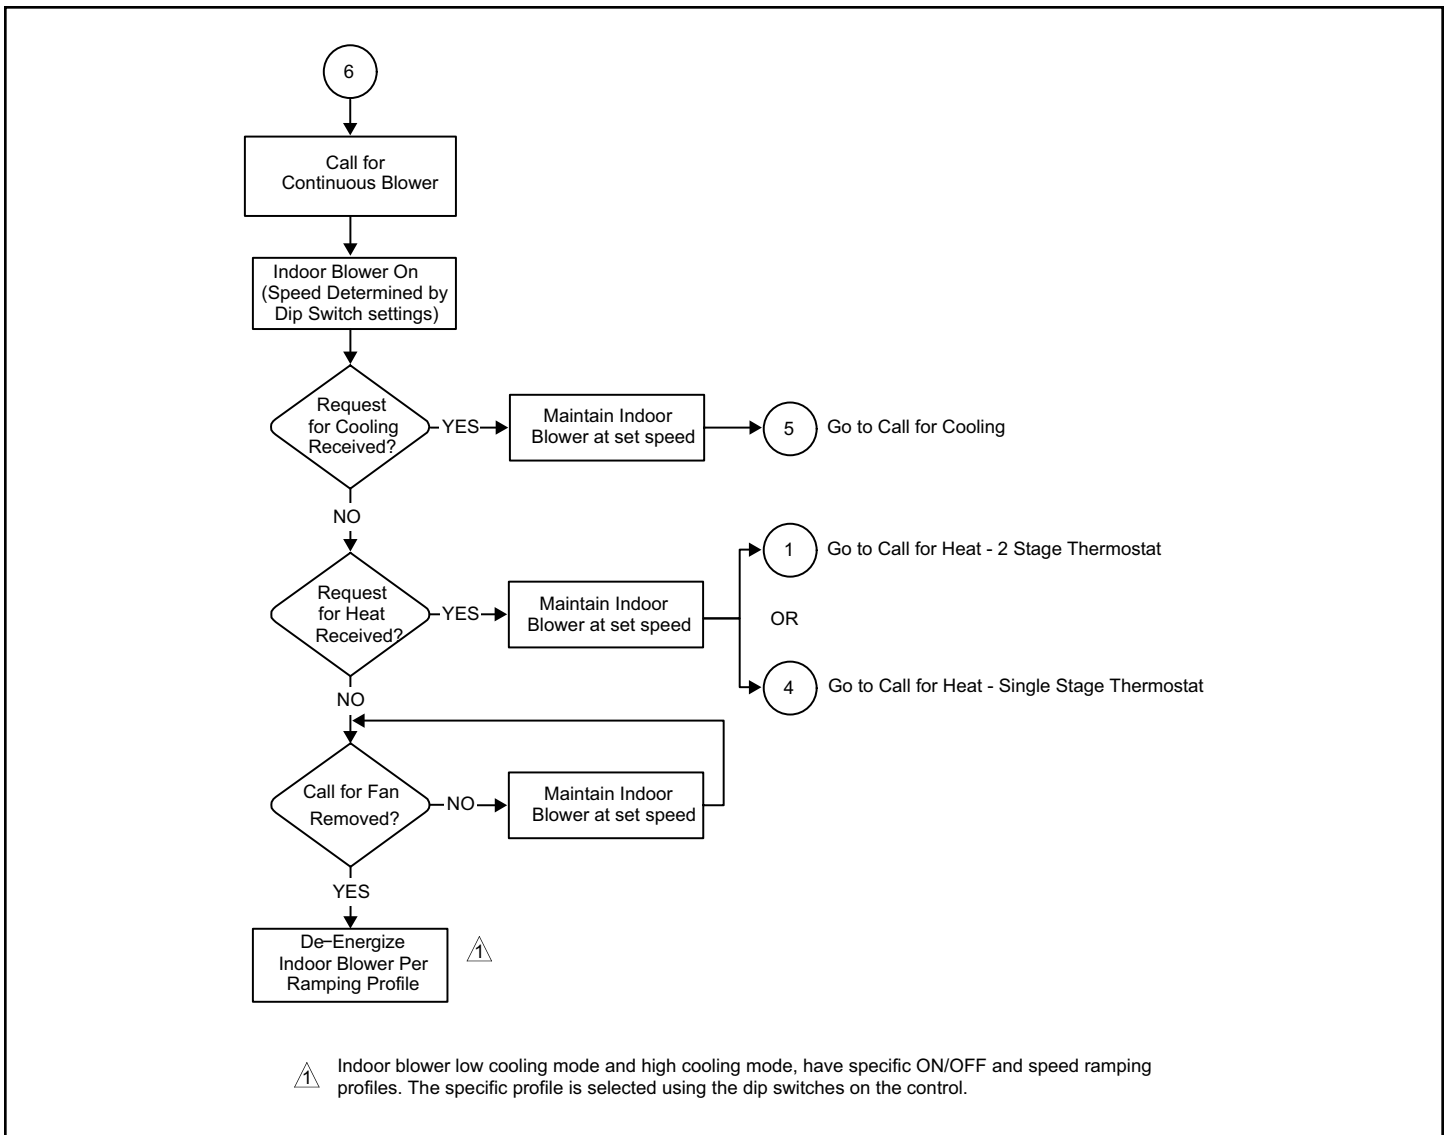 6
Call for
Continuous Blower
Indoor Blower On
(Speed Determined by
Dip Switch settings)
Request
for Cooling
Received?
YES
Maintain Indoor
Blower at set speed
5
Go to Call for Cooling
NO
Request
for Heat
Received?
YES
Maintain Indoor
Blower at set speed
1
Go to Call for Heat - 2 Stage Thermostat
OR
4
Go to Call for Heat - Single Stage Thermostat
NO
Call for Fan
Removed?
NO
Maintain Indoor
Blower at set speed
YES
De-Energize
Indoor Blower Per
Ramping Profile
1
1
Indoor blower low cooling mode and high cooling mode, have specific ON/OFF and speed ramping
profiles. The specific profile is selected using the dip switches on the control.